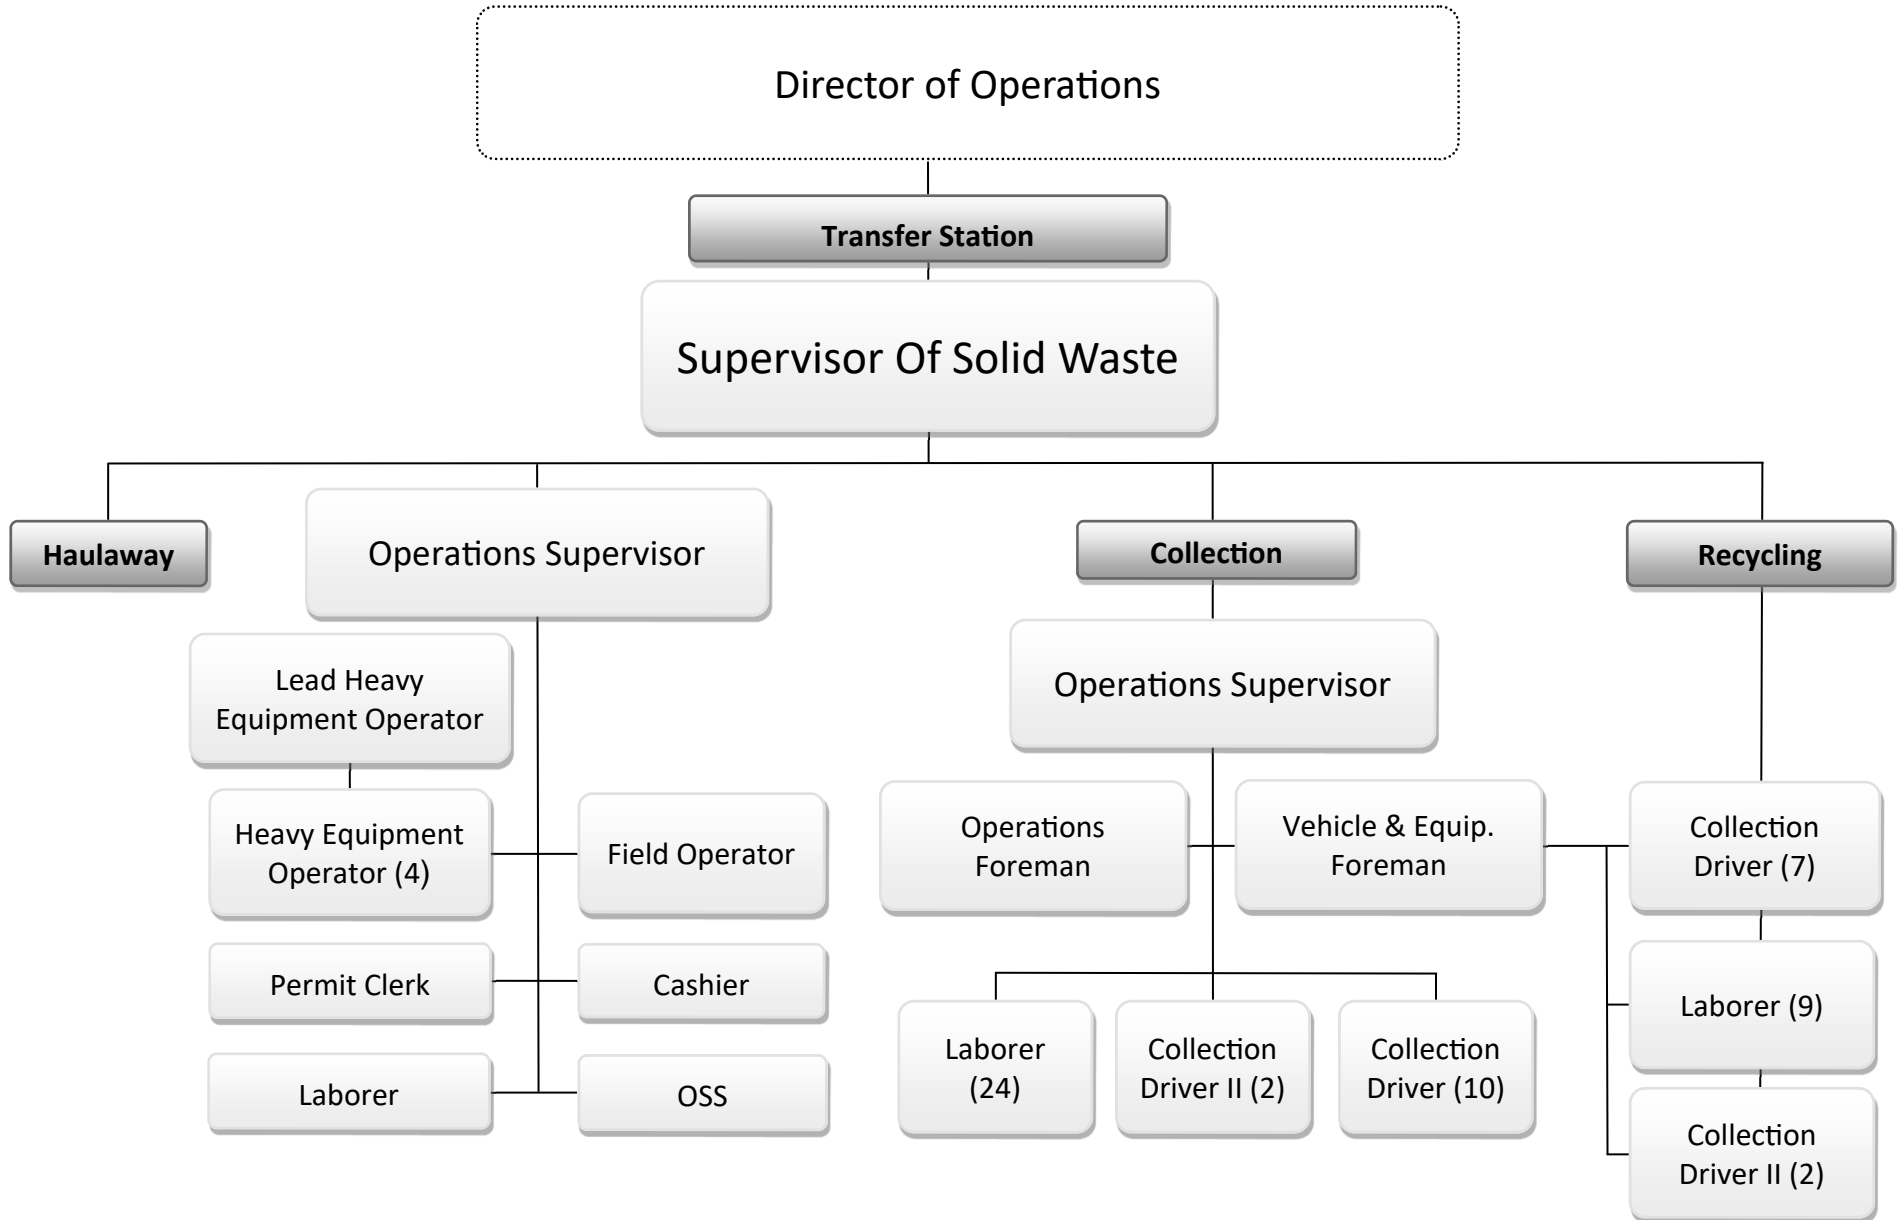 Director of Operations
Transfer Station
Supervisor Of Solid Waste
Haulaway
Operations Supervisor
Collection
Recycling
Lead Heavy
Equipment Operator
Operations Supervisor
Heavy Equipment
Operator (4)
Field Operator
Operations
Foreman
Vehicle & Equip.
Foreman
Collection
Driver (7)
Permit Clerk
Cashier
Laborer (9)
Laborer
OSS
Laborer
(24)
Collection
Driver II (2)
Collection
Driver (10)
Collection
Driver II (2)